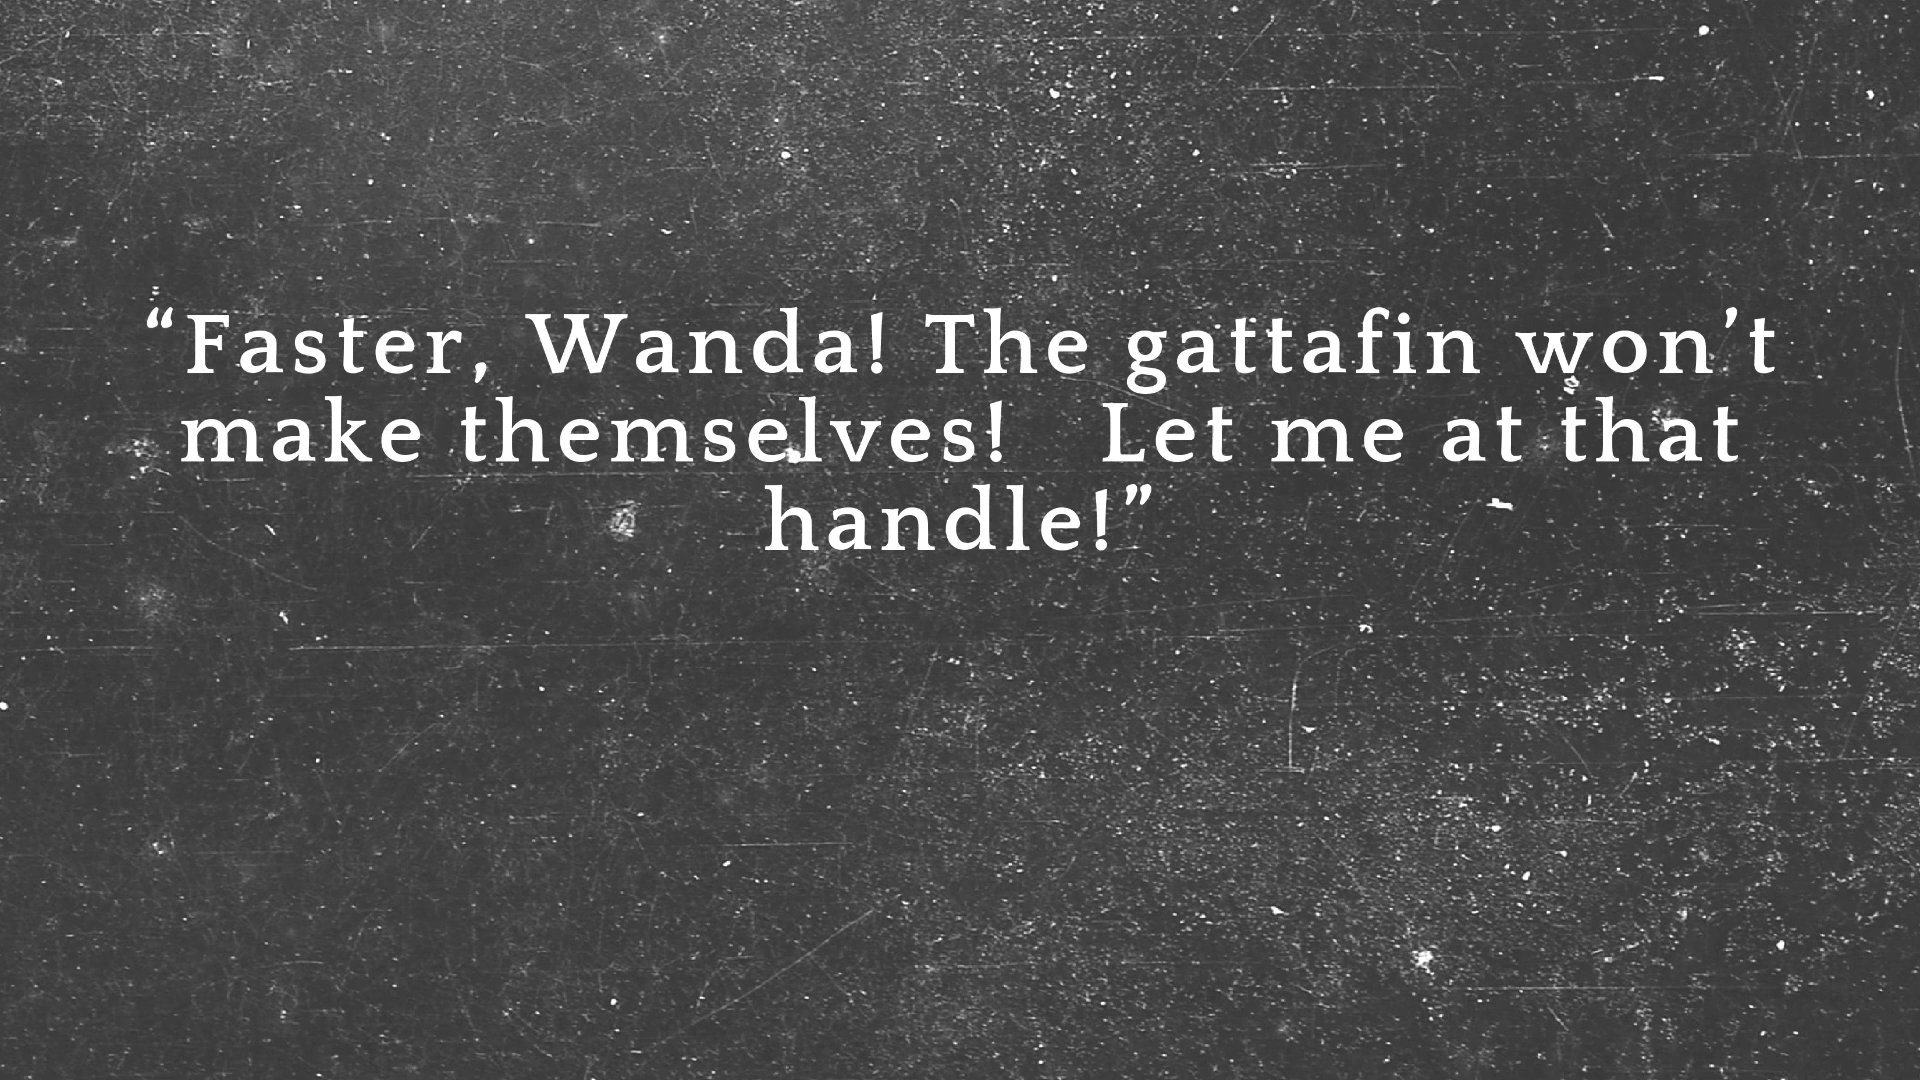 “Faster, Wanda! The gattafin won’t
make themselves!   Let me at that
handle!”